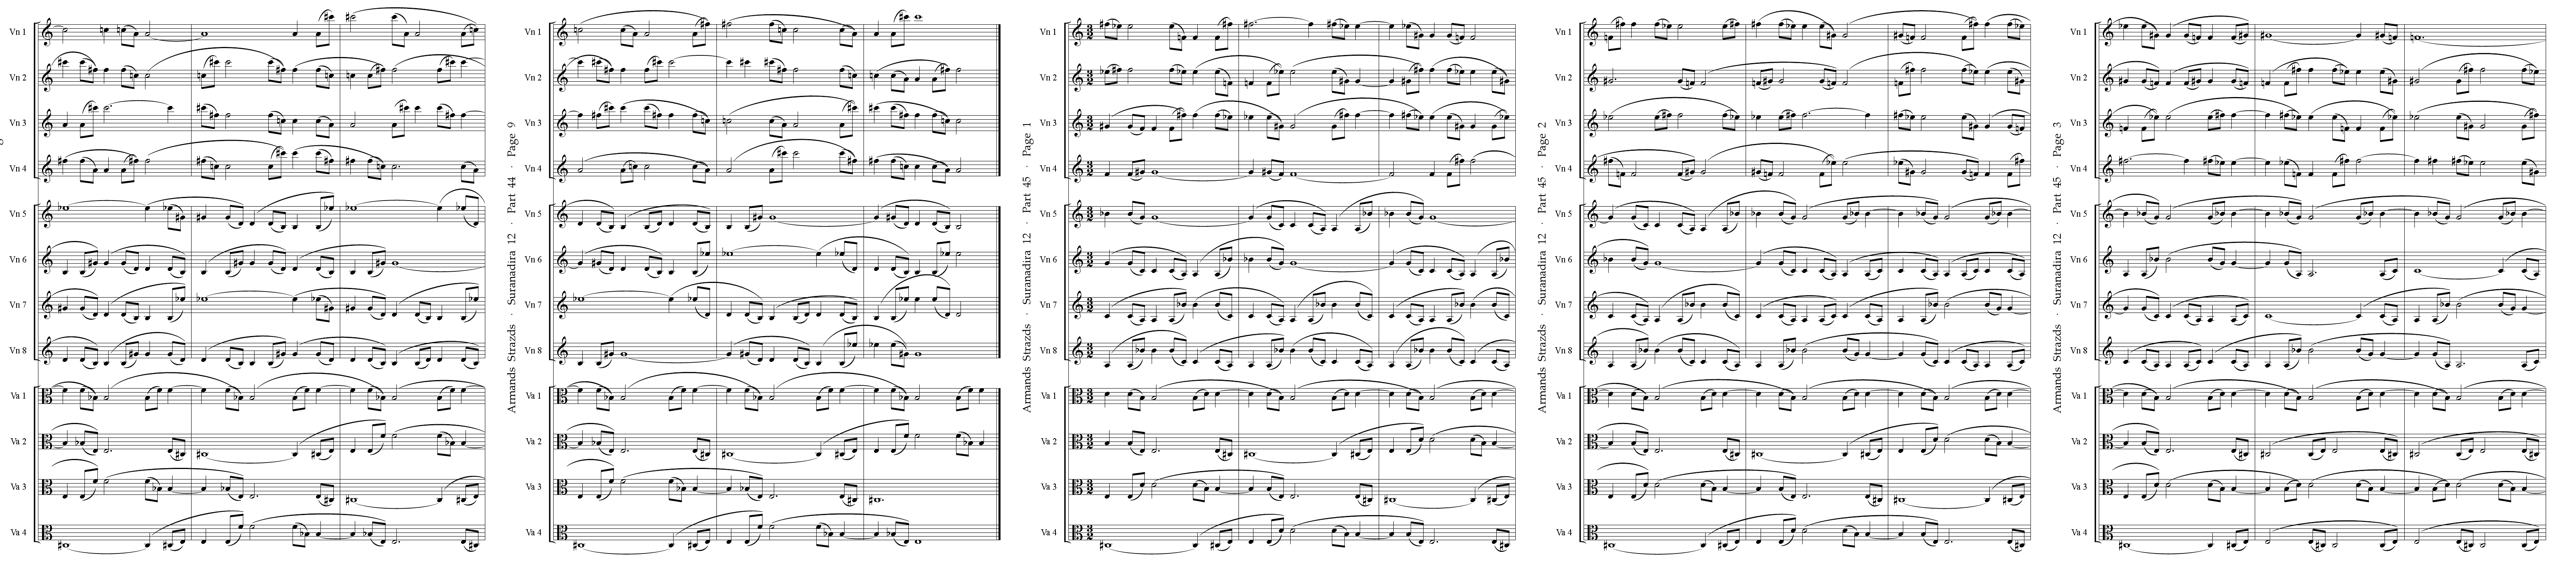 Vn 1
Vn 2
Vn 3
Vn 4
Vn 5
Vn 6
Vn 7
Vn 8
Va 1
Va 2
Va 3
Va 4
Armands Strazds · Suranadira 12 · Part 44 · Page 9
Vn 1
Vn 2
Vn 3
Vn 4
Vn 5
Vn 6
Vn 7
Vn 8
Va 1
Va 2
Va 3
Va 4
Armands Strazds · Suranadira 12 · Part 45 · Page 1
Vn 1
Vn 2
Vn 3
Vn 4
Vn 5
Vn 6
Vn 7
Vn 8
Va 1
Va 2
Va 3
Va 4
Armands Strazds · Suranadira 12 · Part 45 · Page 2
Vn 1
Vn 2
Vn 3
Vn 4
Vn 5
Vn 6
Vn 7
Vn 8
Va 1
Va 2
Va 3
Va 4
Armands Strazds · Suranadira 12 · Part 45 · Page 3
Vn 1
Vn 2
Vn 3
Vn 4
Vn 5
Vn 6
Vn 7
Vn 8
Va 1
Va 2
Va 3
Va 4